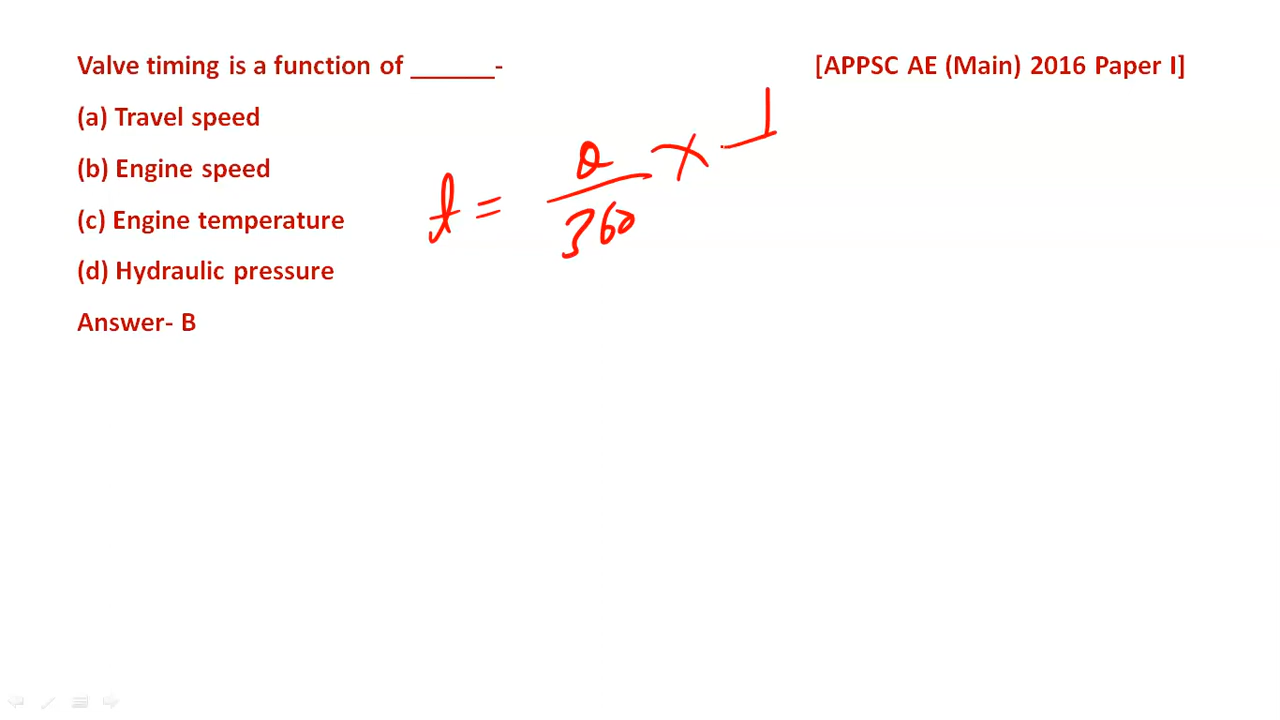 Valve timing is a function of ______- [APPSC AE (Main) 2016 Paper I]
(a) Travel speed
(b) Engine speed
(c) Engine temperature
(d) Hydraulic pressure
Answer- B
t = θ/360 × 1